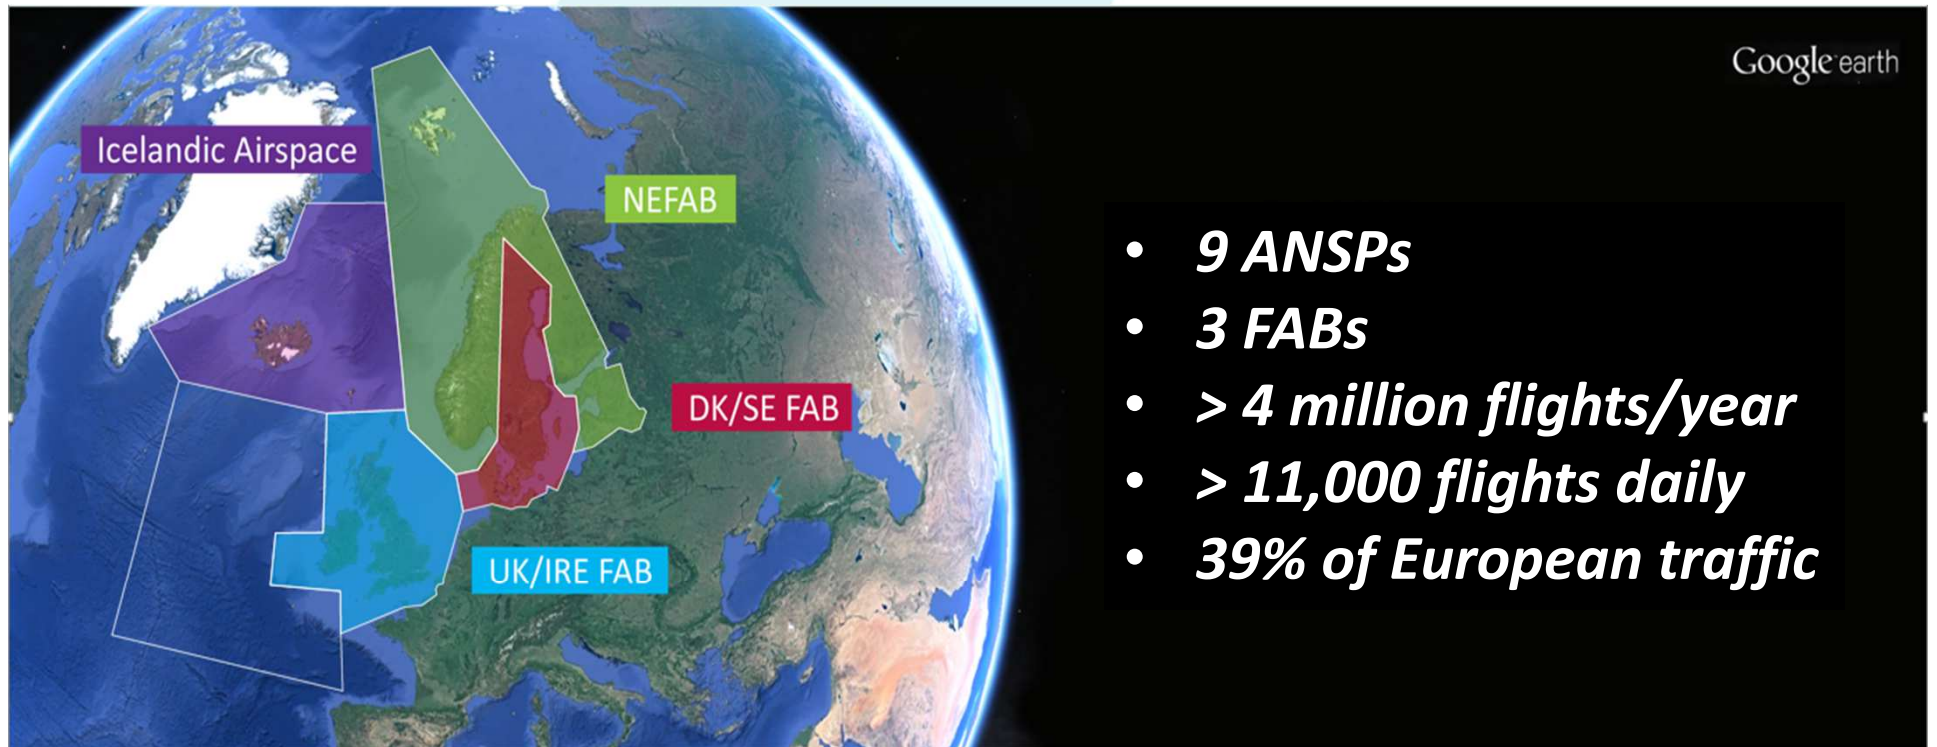 Google earth
Icelandic Airspace
NEFAB
DK/SE FAB
UK/IRE FAB
• 9 ANSPs
• 3 FABs
• > 4 million flights/year
• > 11,000 flights daily
• 39% of European traffic